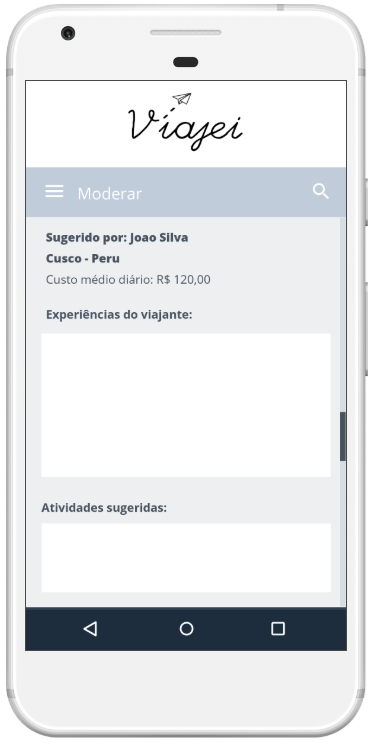 Viajei
Moderar
Sugerido por: Joao Silva
Cusco - Peru
Custo médio diário: R$ 120,00
Experiências do viajante:
Atividades sugeridas: